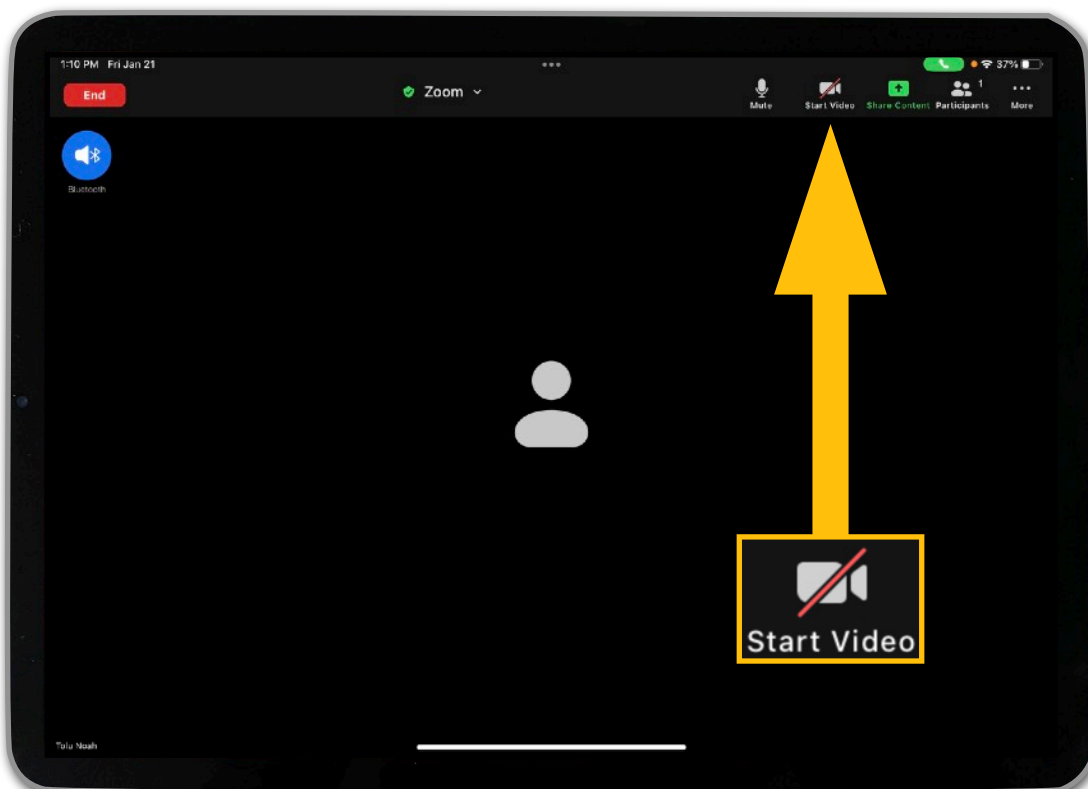 1:10 PM Fri Jan 21
37%
End
Zoom
Mute
Start Video
Share Content
Participants
1
More
Bluetooth
Start Video
Tolu Noah